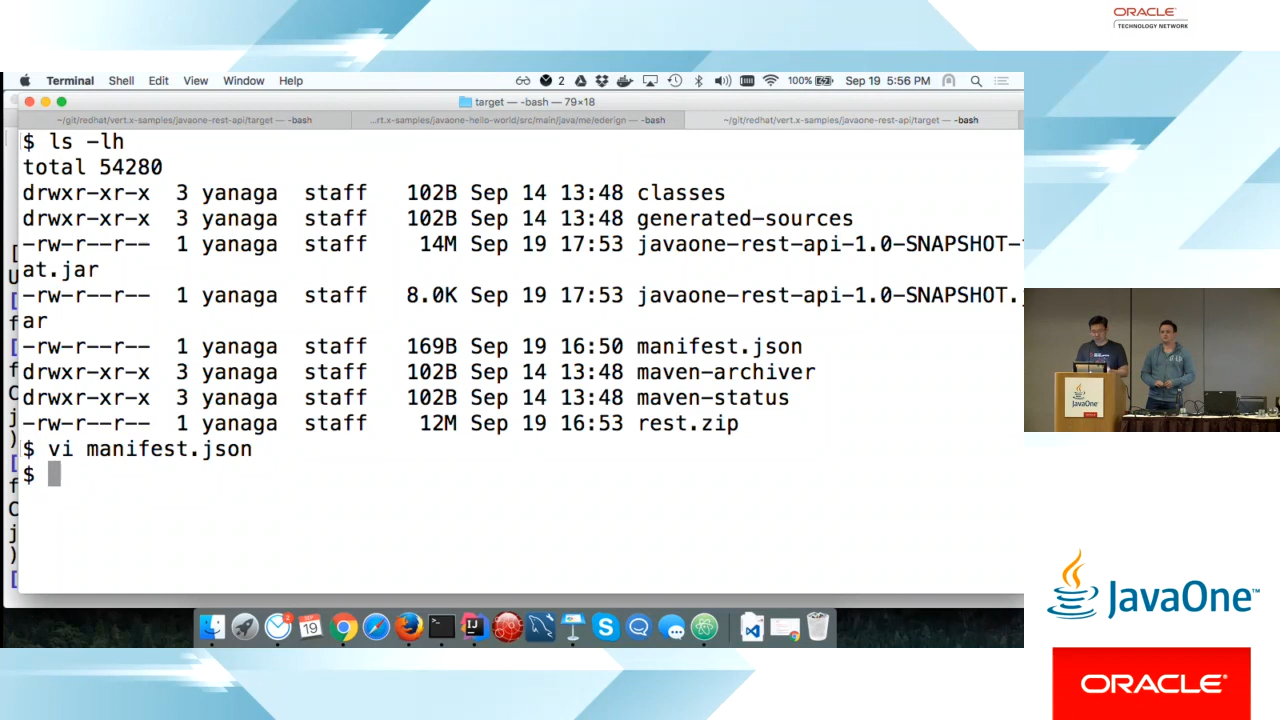 ORACLE
TECHNOLOGY NETWORK
Terminal Shell Edit View Window Help 2 100% Sep 19 5:56 PM
target — -bash — 79×18
~/git/redhat/vert.x-samples/javaone-rest-api/target — -bash ...rt.x-samples/javaone-hello-world/src/main/java/me/ederign — -bash ~/git/redhat/vert.x-samples/javaone-rest-api/target — -bash
$ ls -lh
total 54280
drwxr-xr-x 3 yanaga staff 102B Sep 14 13:48 classes
drwxr-xr-x 3 yanaga staff 102B Sep 14 13:48 generated-sources
-rw-r--r-- 1 yanaga staff 14M Sep 19 17:53 javaone-rest-api-1.0-SNAPSHOT-
at.jar
-rw-r--r-- 1 yanaga staff 8.0K Sep 19 17:53 javaone-rest-api-1.0-SNAPSHOT.
ar
-rw-r--r-- 1 yanaga staff 169B Sep 19 16:50 manifest.json
drwxr-xr-x 3 yanaga staff 102B Sep 14 13:48 maven-archiver
drwxr-xr-x 3 yanaga staff 102B Sep 14 13:48 maven-status
-rw-r--r-- 1 yanaga staff 12M Sep 19 16:53 rest.zip
$ vi manifest.json
$
JavaOne
JavaOne™
ORACLE®